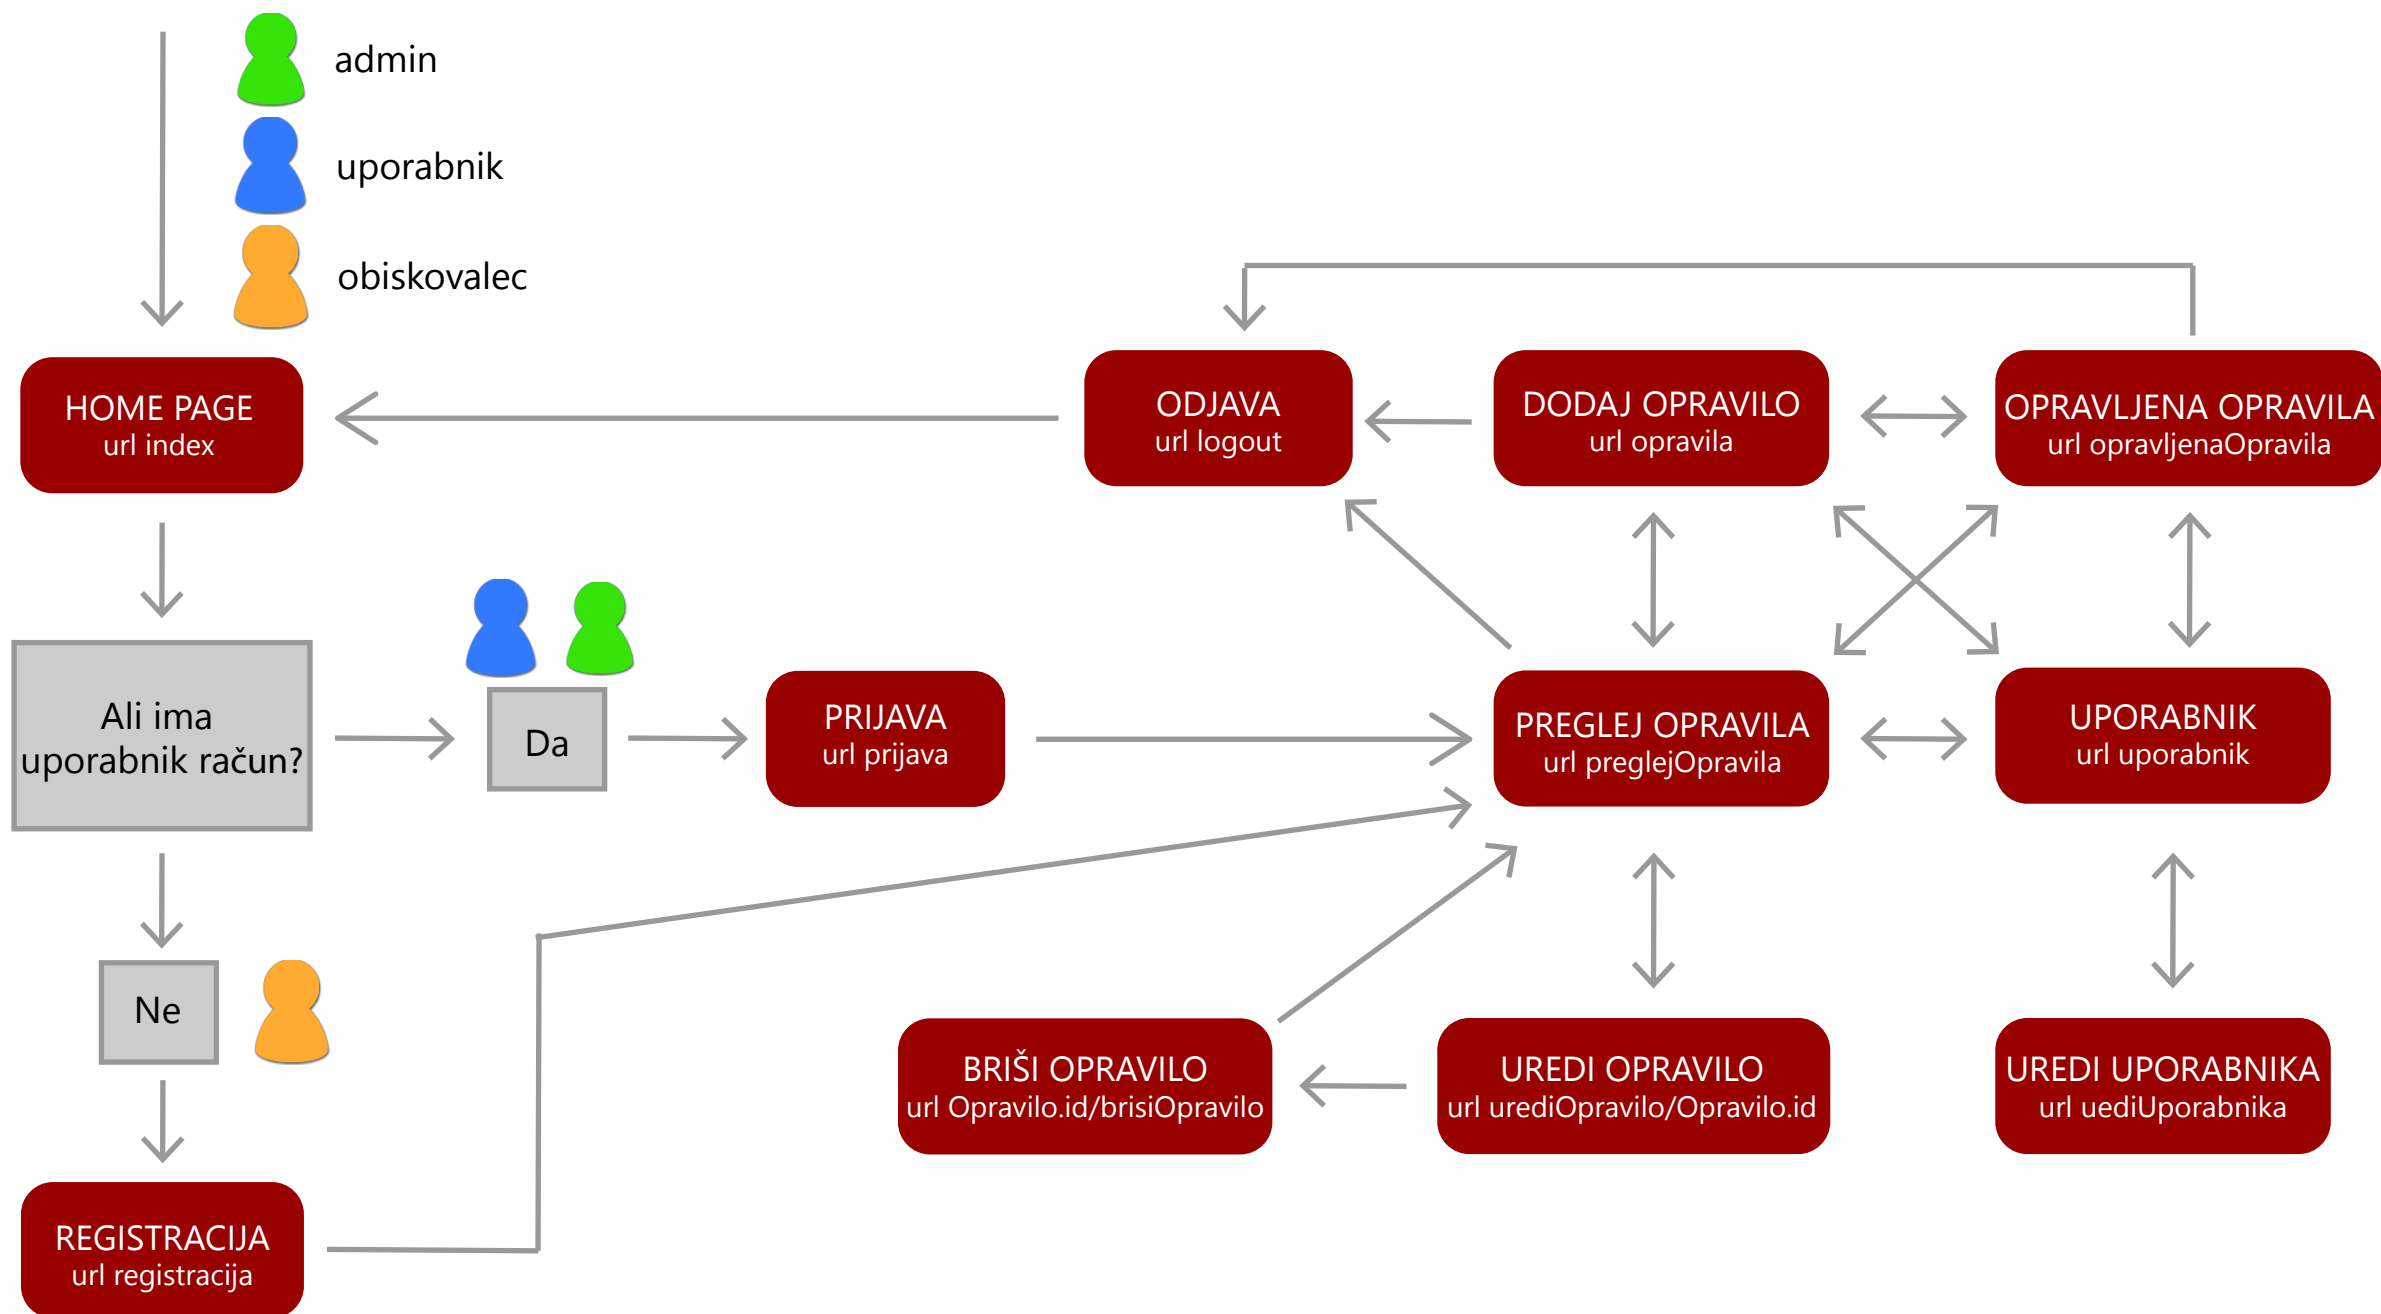 admin
uporabnik
obiskovalec
HOME PAGE
url index
ODJAVA
url logout
DODAJ OPRAVILO
url opravila
OPRAVLJENA OPRAVILA
url opravljenaOpravila
Ali ima
uporabnik račun?
Da
PRIJAVA
url prijava
PREGLEJ OPRAVILA
url preglejOpravila
UPORABNIK
url uporabnik
Ne
BRIŠI OPRAVILO
url Opravilo.id/brisiOpravilo
UREDI OPRAVILO
url urediOpravilo/Opravilo.id
UREDI UPORABNIKA
url uediUporabnika
REGISTRACIJA
url registracija